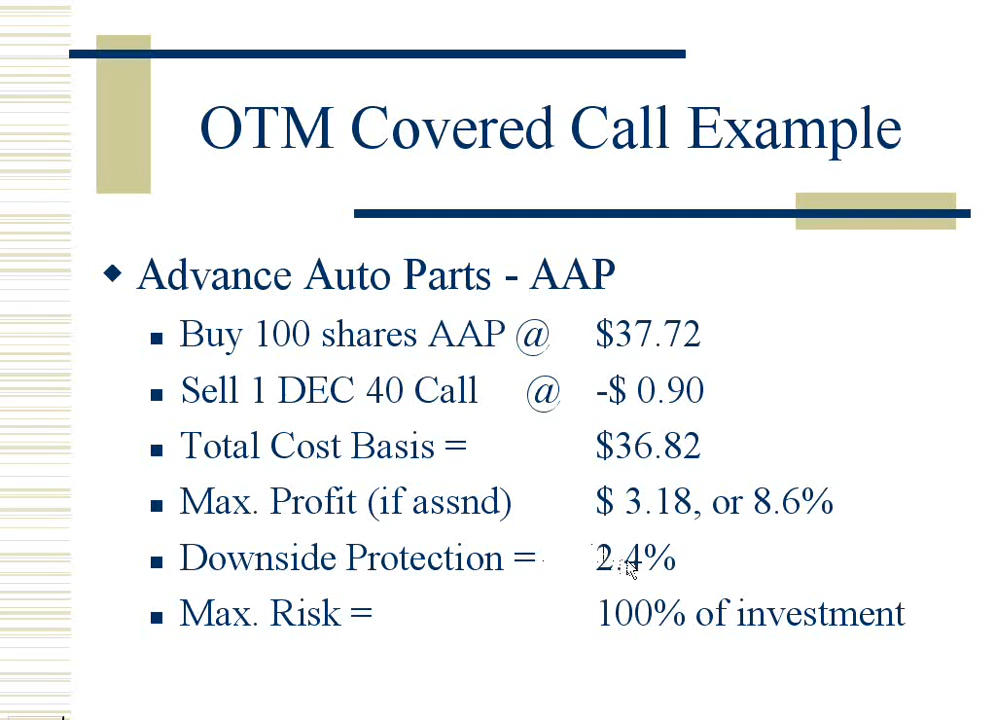 OTM Covered Call Example
Advance Auto Parts - AAP
Buy 100 shares AAP @ $37.72
Sell 1 DEC 40 Call @ -$ 0.90
Total Cost Basis = $36.82
Max. Profit (if assnd) $ 3.18, or 8.6%
Downside Protection = 2.4%
Max. Risk = 100% of investment